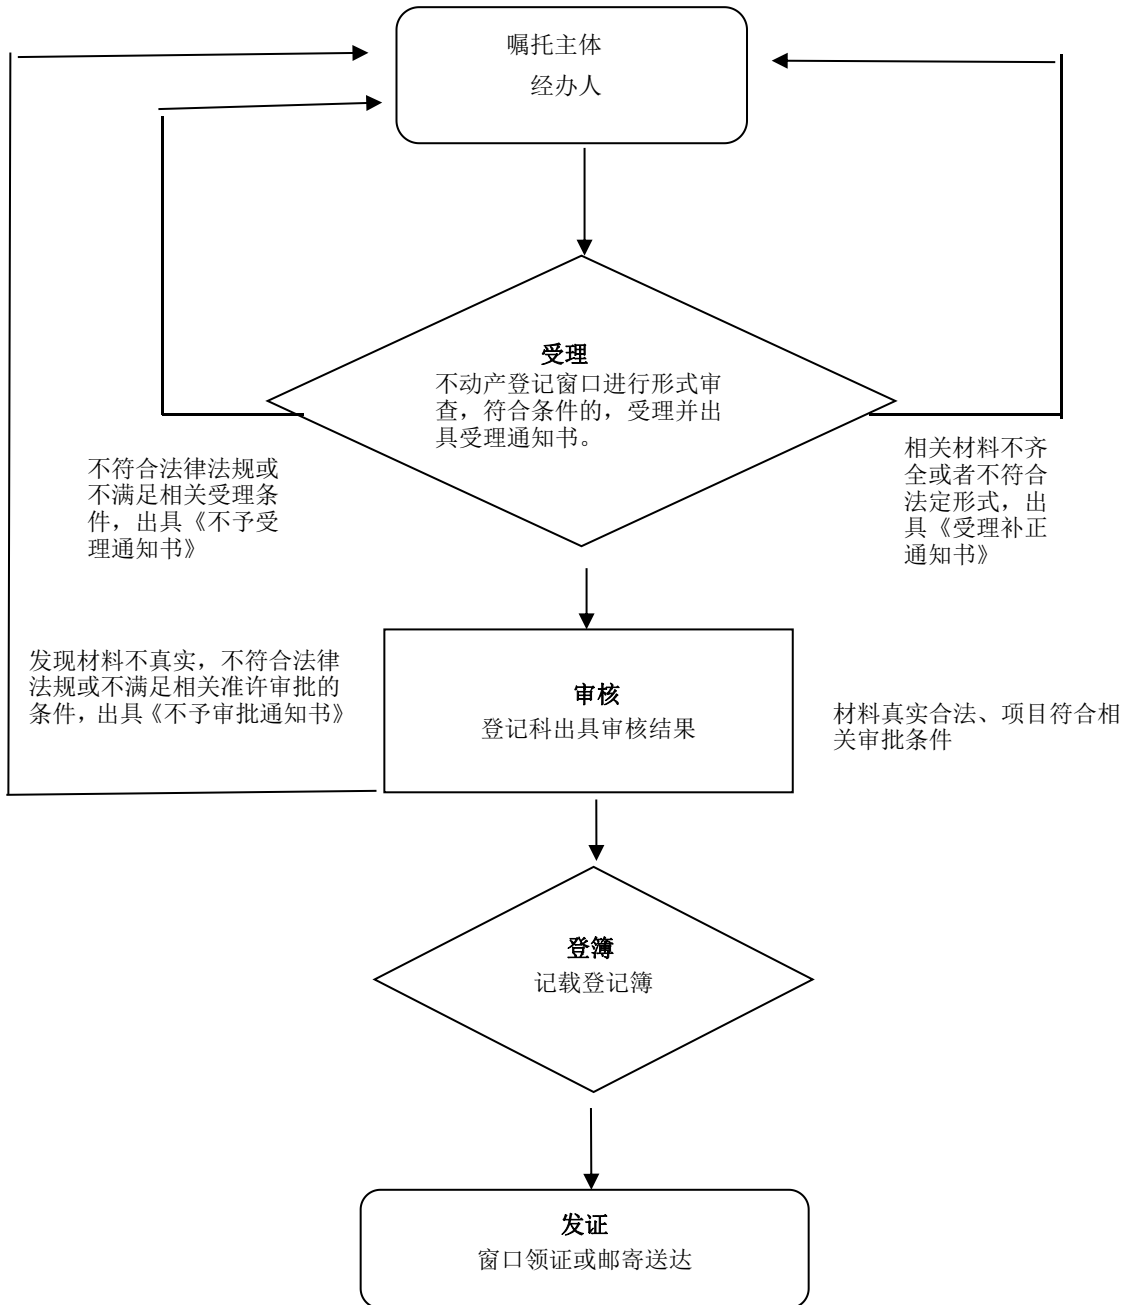 嘱托主体
经办人
受理
不动产登记窗口进行形式审
查，符合条件的，受理并出
具受理通知书。
不符合法律法规或
不满足相关受理条
件，出具《不予受
理通知书》
相关材料不齐
全或者不符合
法定形式，出
具《受理补正
通知书》
发现材料不真实，不符合法律
法规或不满足相关准许审批的
条件，出具《不予审批通知书》
审核
登记科出具审核结果
材料真实合法、项目符合相
关审批条件
登簿
记载登记簿
发证
窗口领证或邮寄送达